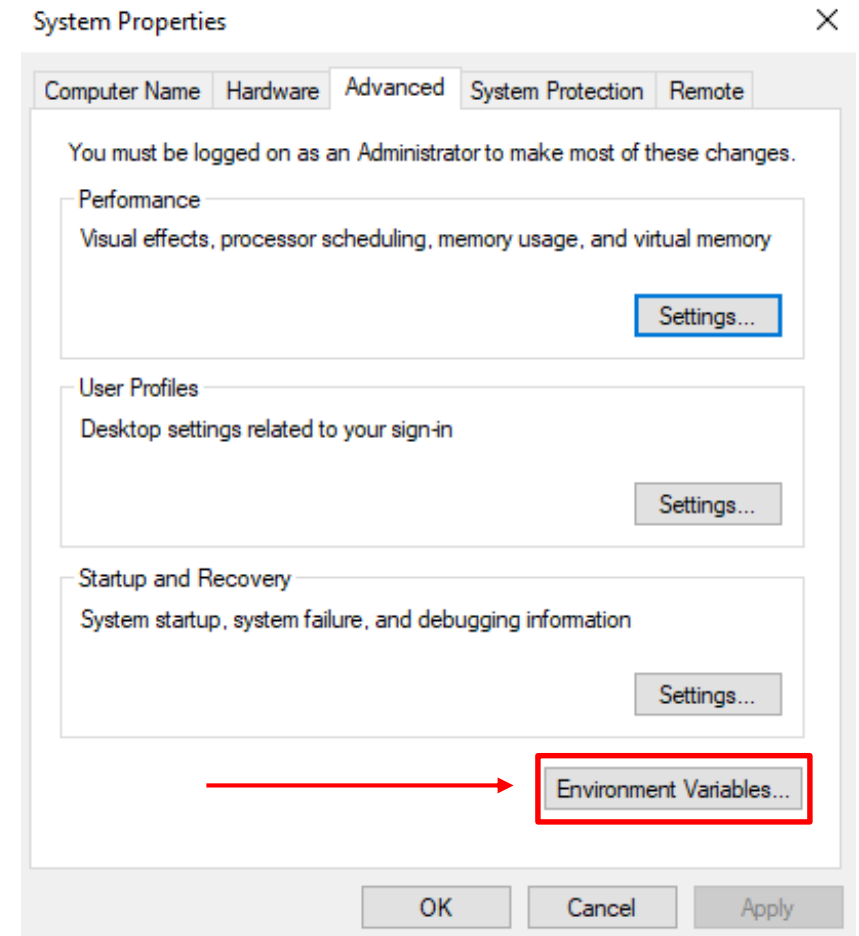 System Properties
Computer Name Hardware Advanced System Protection Remote
You must be logged on as an Administrator to make most of these changes.
Performance
Visual effects, processor scheduling, memory usage, and virtual memory
Settings...
User Profiles
Desktop settings related to your sign-in
Settings...
Startup and Recovery
System startup, system failure, and debugging information
Settings...
Environment Variables...
OK Cancel Apply